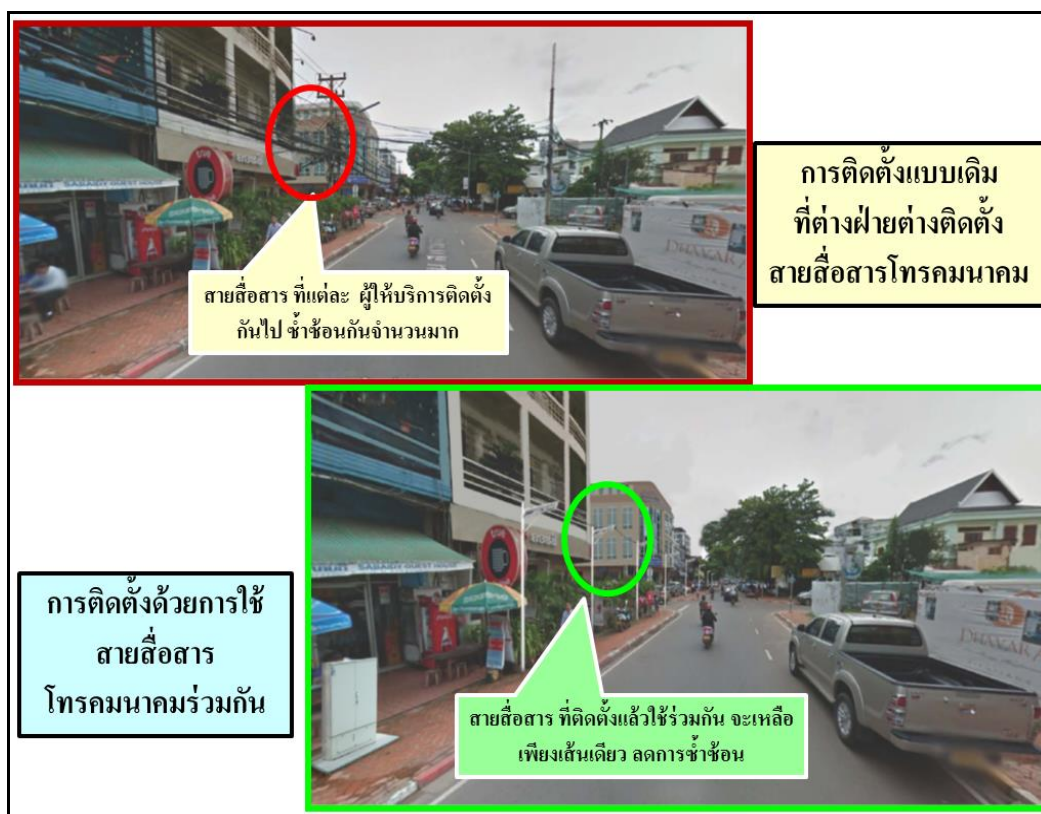 การติดตั้งแบบเดิม
ที่ต่างฝ่ายต่างติดตั้ง
สายสื่อสารโทรคมนาคม
สายสื่อสาร ที่แต่ละ ผู้ให้บริการติดตั้ง
กันไป ซ้ำซ้อนกันจำนวนมาก
SABAIDY GUEST HOUSE
DHAVARA
การติดตั้งด้วยการใช้
สายสื่อสาร
โทรคมนาคมร่วมกัน
สายสื่อสาร ที่ติดตั้งแล้วใช้ร่วมกัน จะเหลือ
เพียงเส้นเดียว ลดการซ้ำซ้อน
SABAIDY GUEST HOUSE
DHAVARA